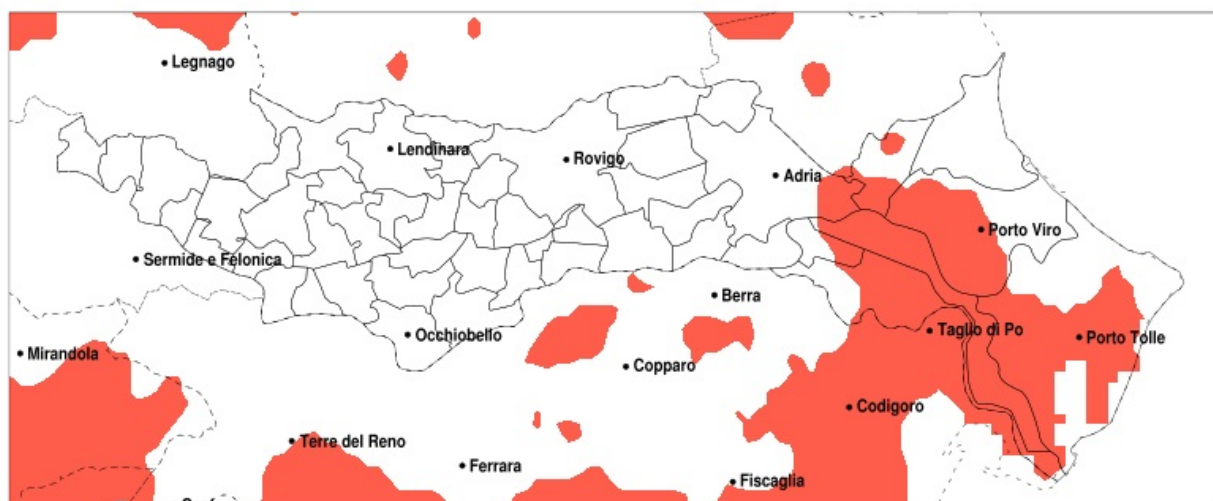 Legnago
Lendinara
Rovigo
Adria
Porto Viro
Sermide e Felonica
Berra
Occhiobello
Taglio di Po
Porto Tolle
Mirandola
Copparo
Codigoro
Terre del Reno
Ferrara
Fiscaglia